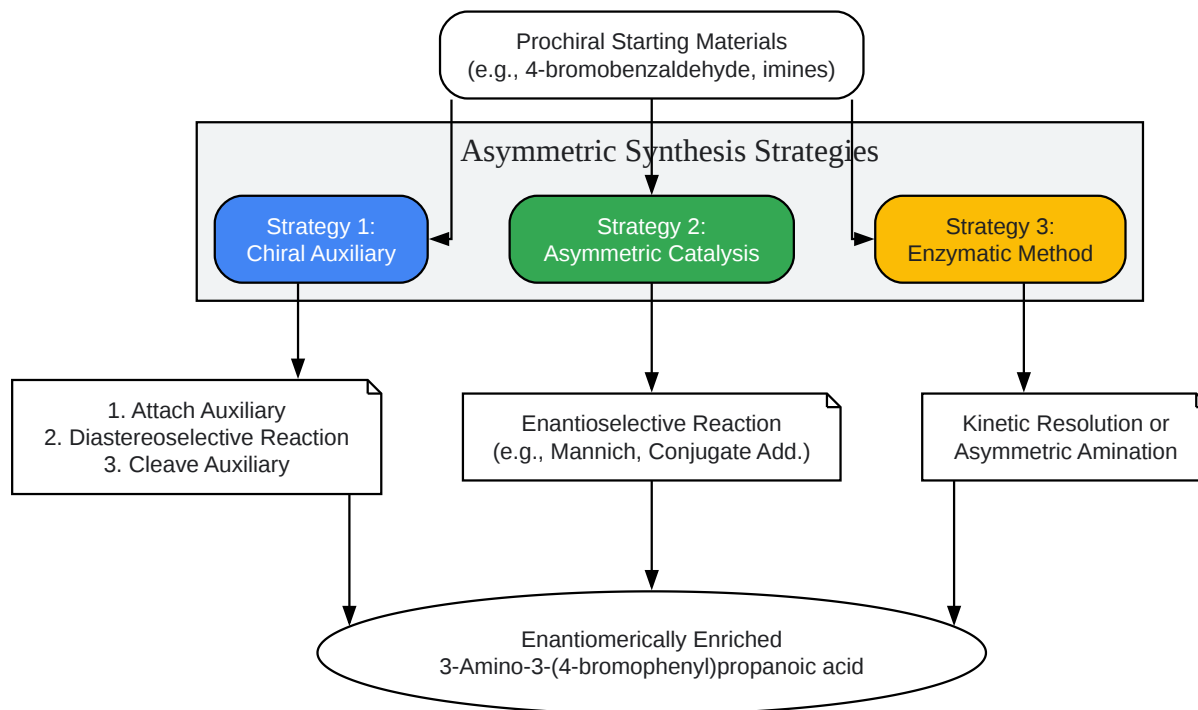 Prochiral Starting Materials
(e.g., 4-bromobenzaldehyde, imines)
Asymmetric Synthesis Strategies
Strategy 1:
Chiral Auxiliary
Strategy 2:
Asymmetric Catalysis
Strategy 3:
Enzymatic Method
1. Attach Auxiliary
2. Diastereoselective Reaction
3. Cleave Auxiliary
Enantioselective Reaction
(e.g., Mannich, Conjugate Add.)
Kinetic Resolution or
Asymmetric Amination
Enantiomerically Enriched
3-Amino-3-(4-bromophenyl)propanoic acid